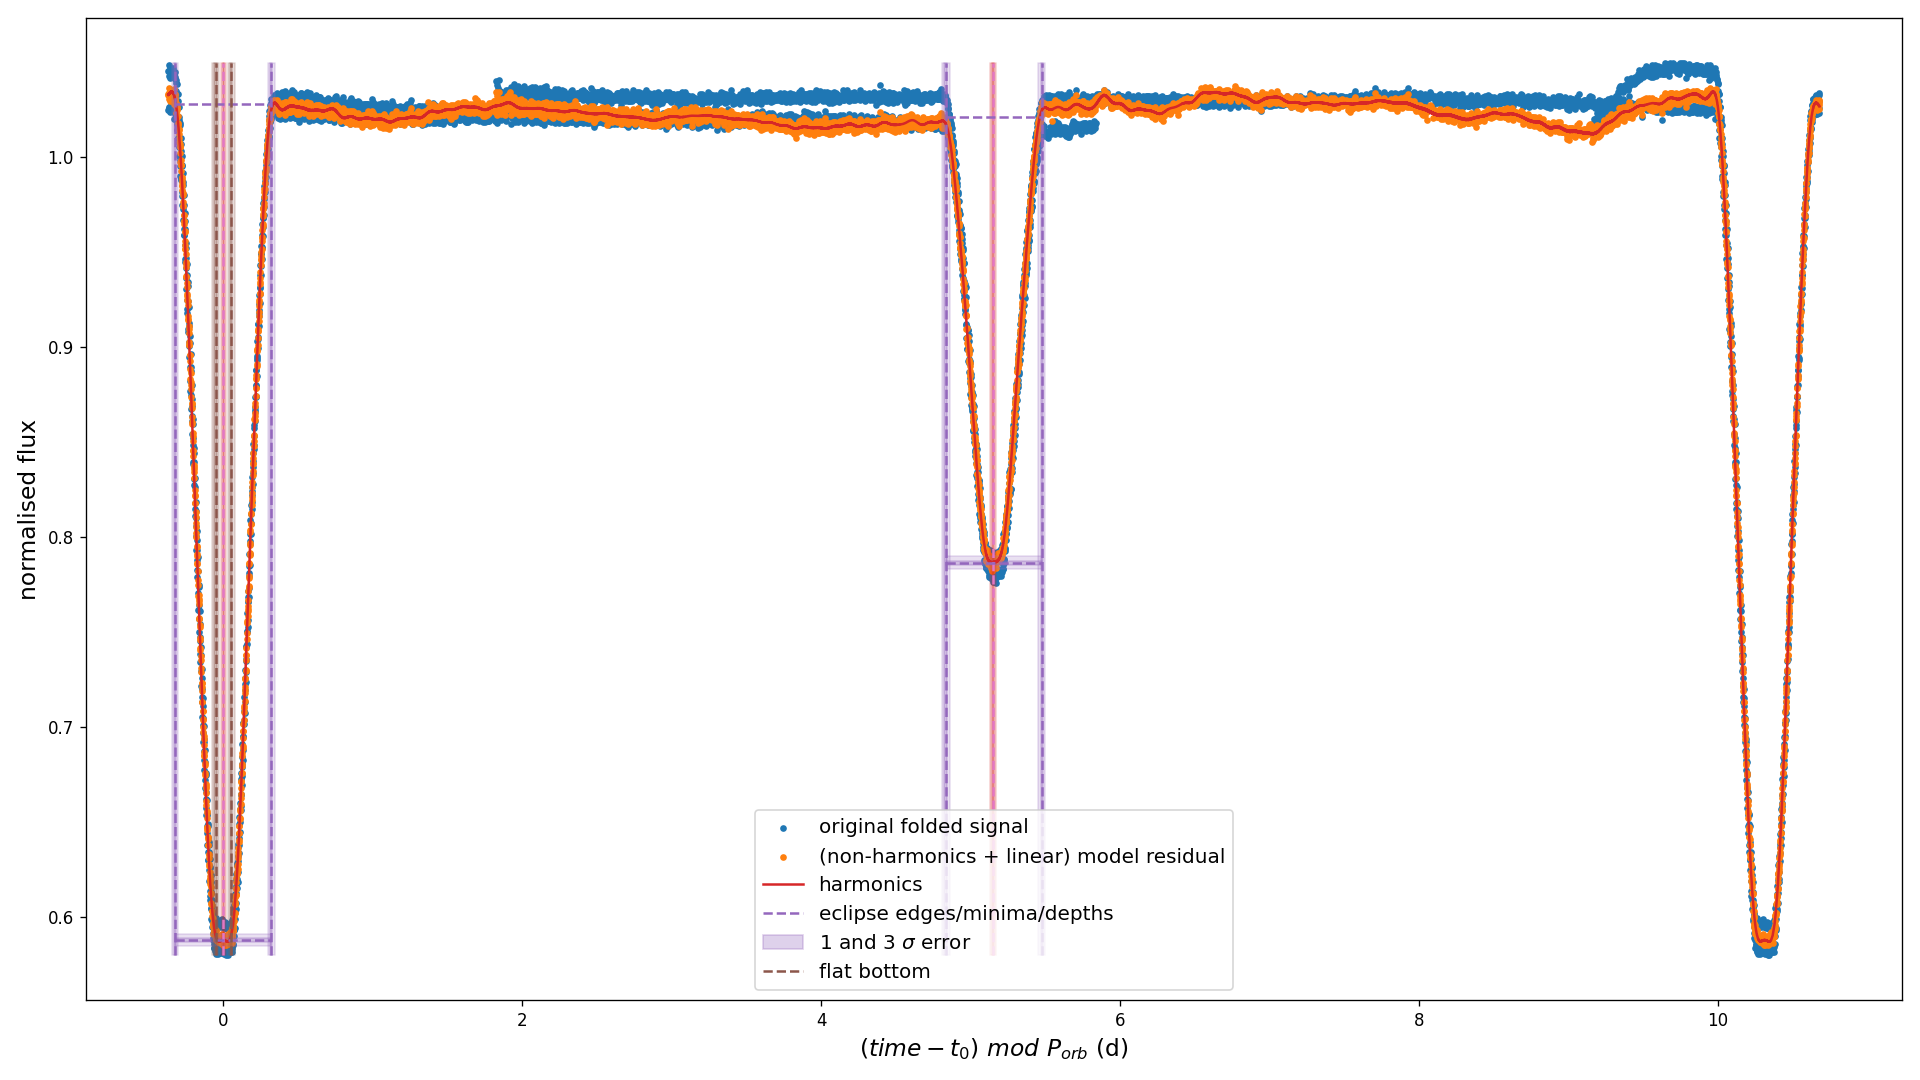 normalised flux
1.0
0.9
0.8
0.7
0.6
original folded signal
(non-harmonics + linear) model residual
harmonics
eclipse edges/minima/depths
1 and 3 σ error
flat bottom
0 2 4 6 8 10
(time − t₀) mod Pₒᵣb (d)